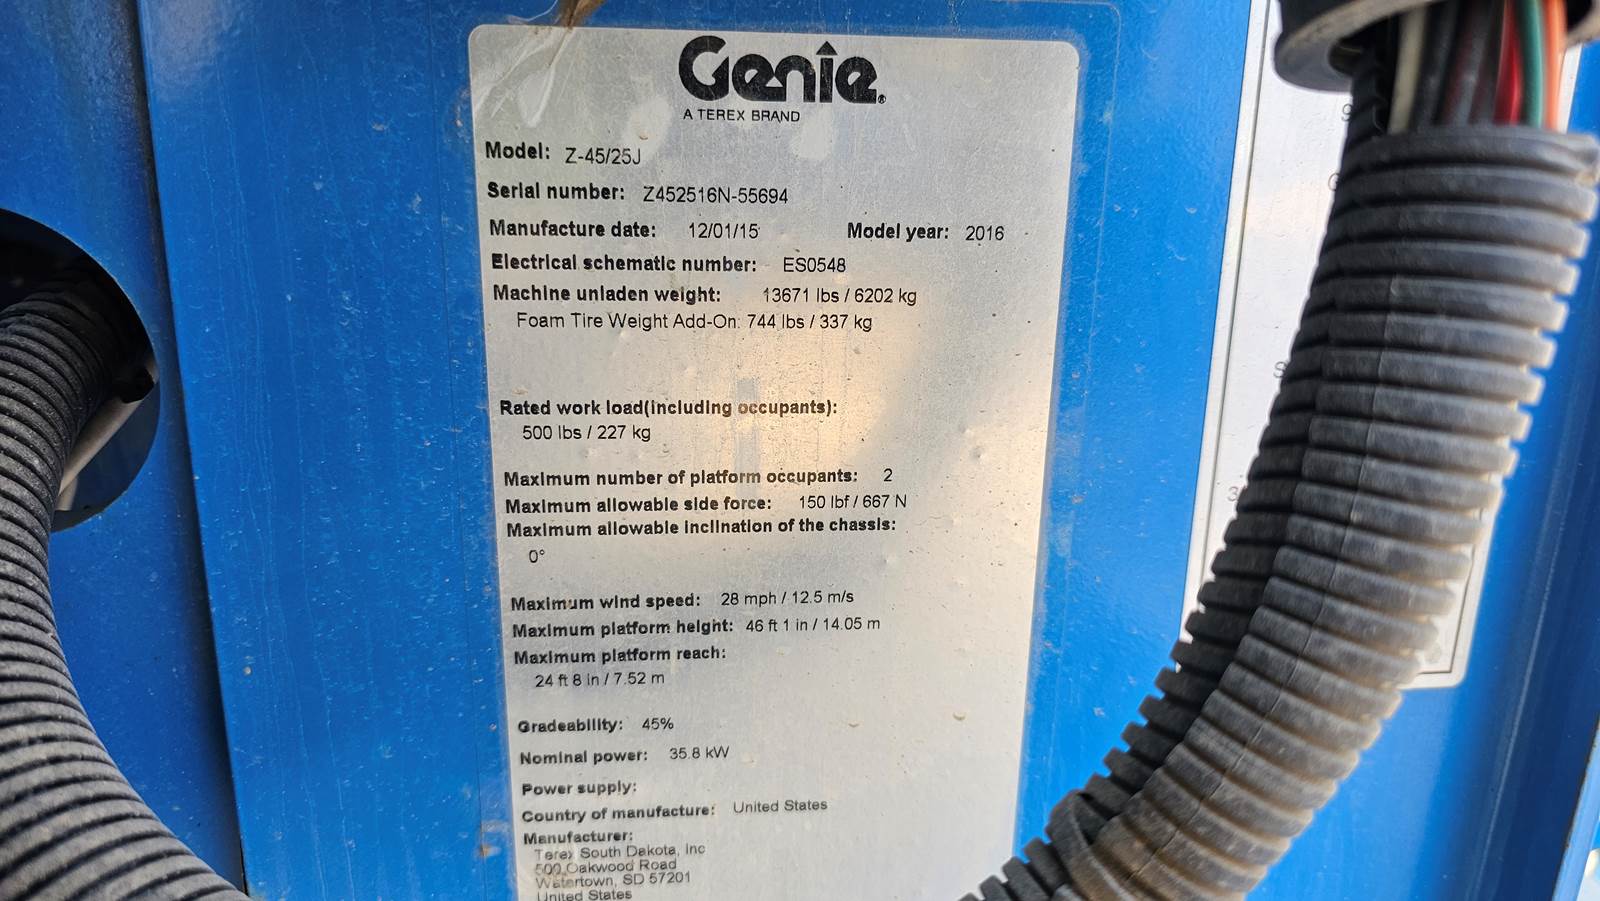 Genie®
A TEREX BRAND
Model: Z-45/25J
Serial number: Z452516N-55694
Manufacture date: 12/01/15 Model year: 2016
Electrical schematic number: ES0548
Machine unladen weight: 13671 lbs / 6202 kg
Foam Tire Weight Add-On: 744 lbs / 337 kg
Rated work load(including occupants):
500 lbs / 227 kg
Maximum number of platform occupants: 2
Maximum allowable side force: 150 lbf / 667 N
Maximum allowable inclination of the chassis:
0°
Maximum wind speed: 28 mph / 12.5 m/s
Maximum platform height: 46 ft 1 in / 14.05 m
Maximum platform reach:
24 ft 8 in / 7.52 m
Gradeability: 45%
Nominal power: 35.8 kW
Power supply:
Country of manufacture: United States
Manufacturer:
Terex South Dakota, Inc
500 Oakwood Road
Watertown, SD 57201
United States